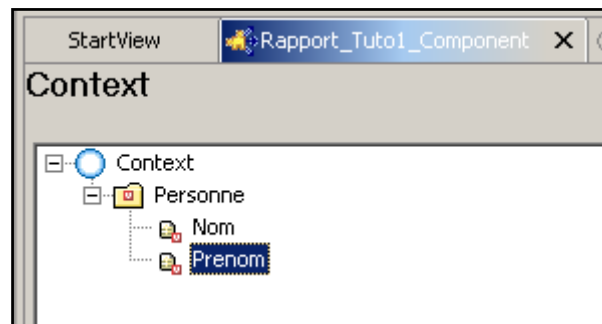 StartView Rapport_Tuto1_Component
Context
Context
Personne
Nom
Prenom